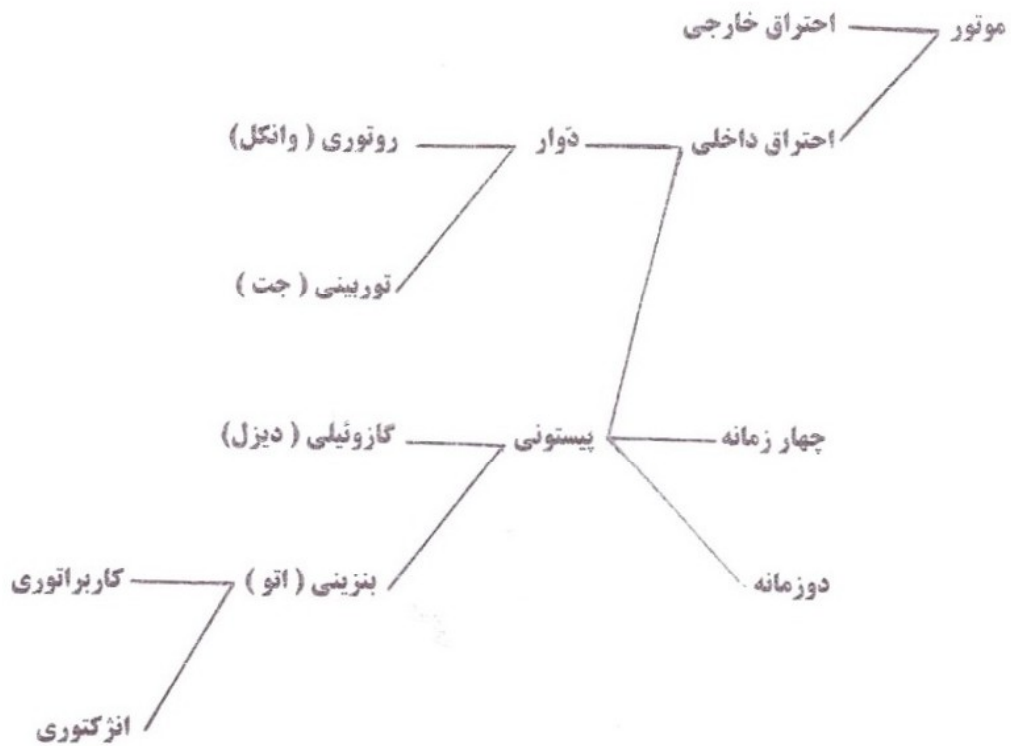 موتور احتراق خارجی
احتراق داخلی دوّار روتوری ( وانکل)
توربینی ( جت )
چهار زمانه پیستونی گازوئیلی ( دیزل)
دوزمانه بنزینی ( اتو ) کاربراتوری
انژکتوری